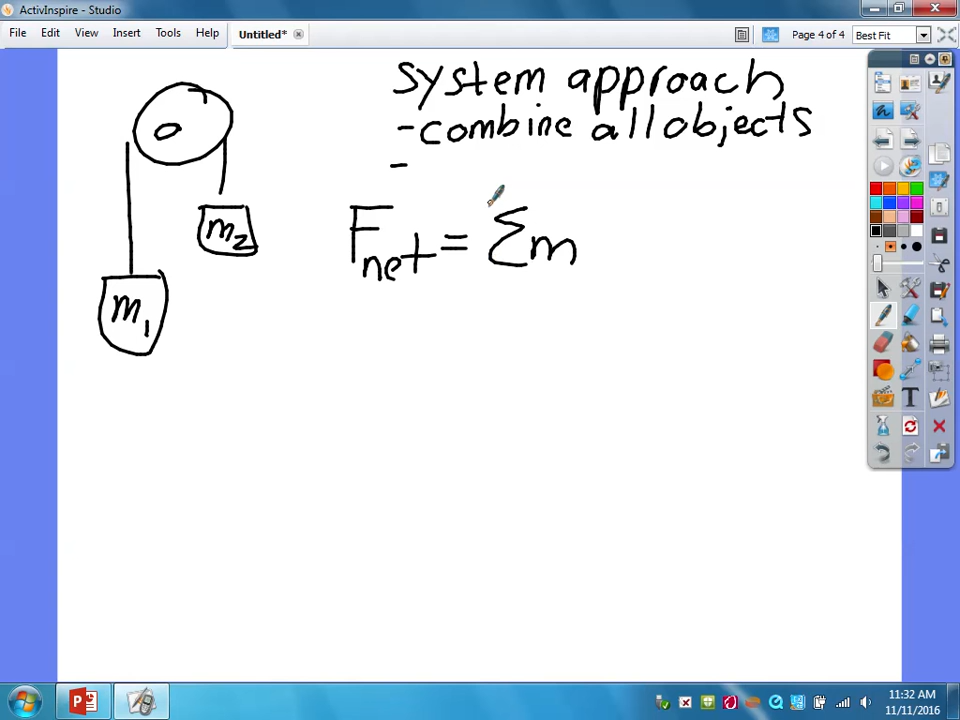 ActivInspire - Studio
File Edit View Insert Tools Help Untitled* Page 4 of 4 Best Fit
system approach
-combine all objects
-
m2
Fnet = Σm
m1
T
11:32 AM
11/11/2016